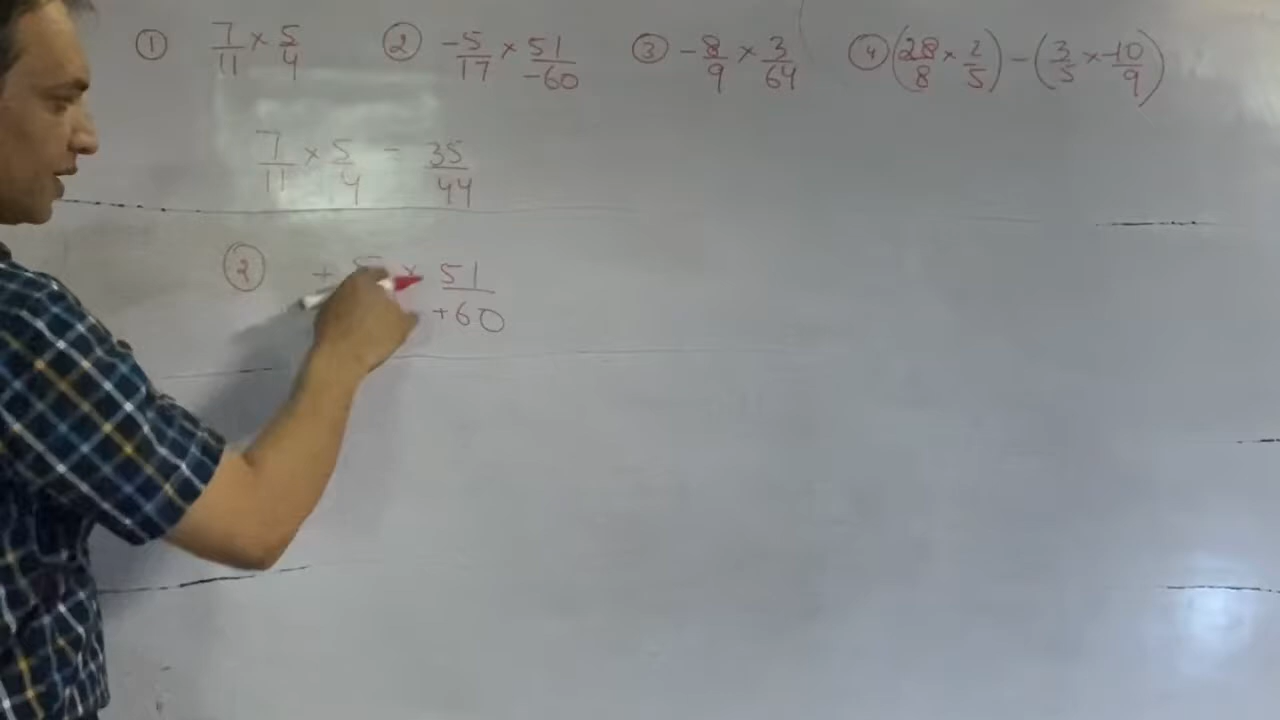 ① 7/11 × 5/4 ② -5/17 × 51/-60 ③ -8/9 × 3/64 ④ (28/8 × 2/5) - (3/5 × -10/9)
7/11 × 5/4 = 35/44
② + 5 × 51/+60